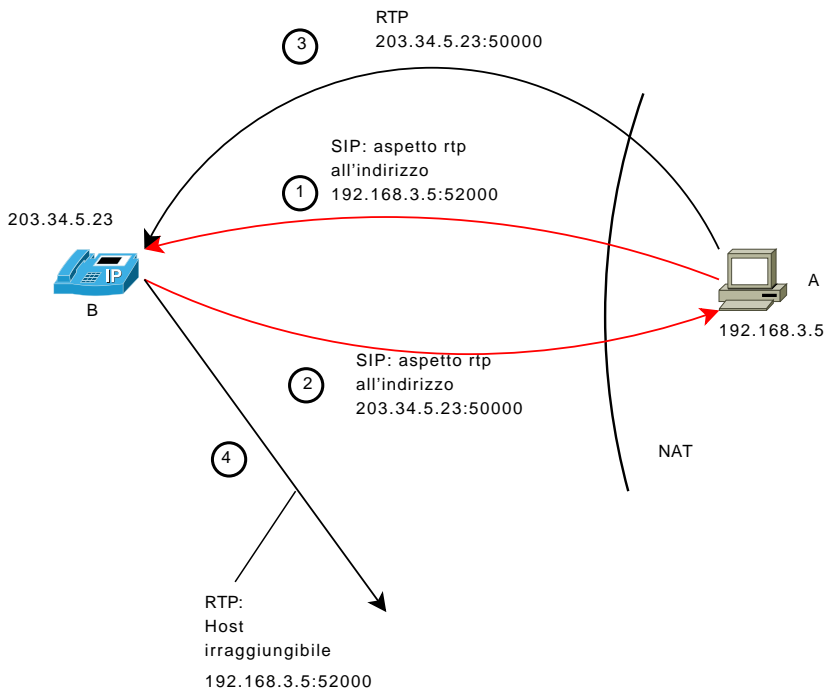 RTP
203.34.5.23:50000
3
SIP: aspetto rtp
all'indirizzo
192.168.3.5:52000
1
203.34.5.23
IP
B
A
192.168.3.5
2
SIP: aspetto rtp
all'indirizzo
203.34.5.23:50000
NAT
4
RTP:
Host
irraggiungibile
192.168.3.5:52000